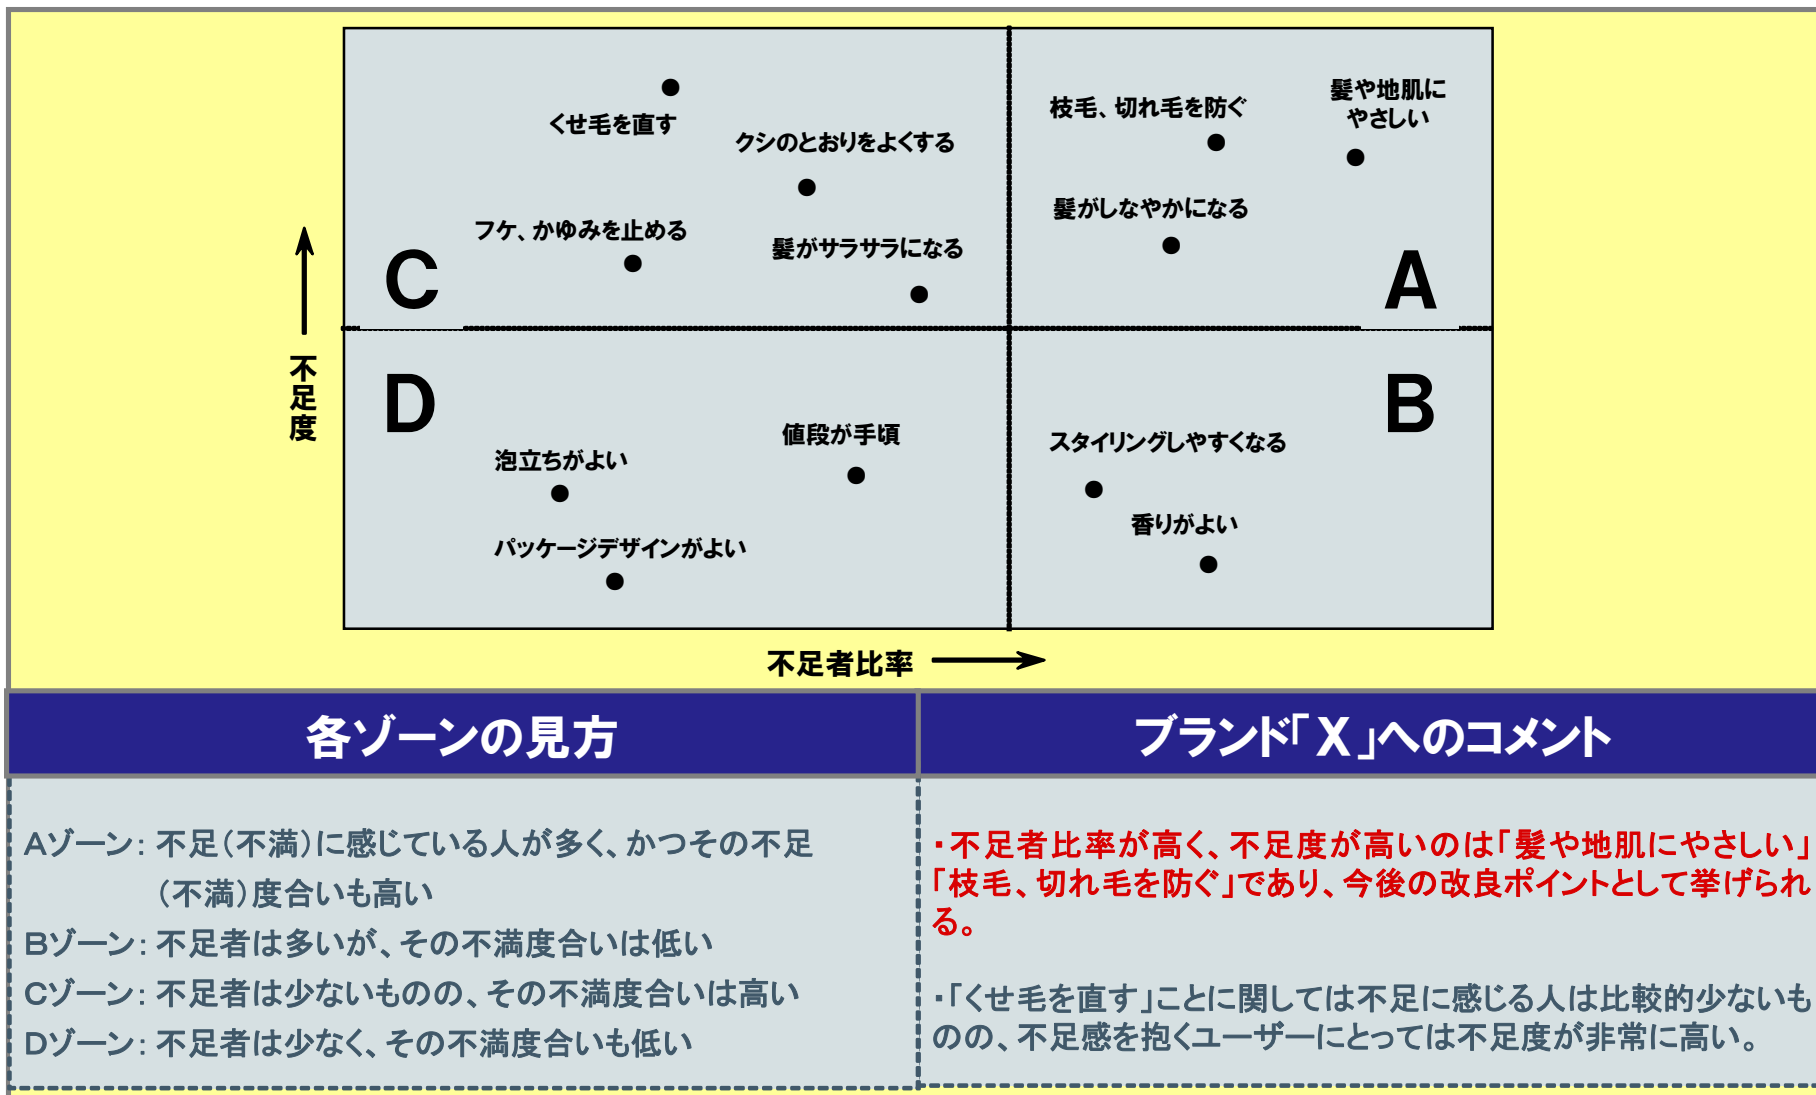 くせ毛を直す
クシのとおりをよくする
枝毛、切れ毛を防ぐ
髪や地肌に
やさしい
フケ、かゆみを止める
髪がサラサラになる
髪がしなやかになる
C
A
不足度
D
B
泡立ちがよい
値段が手頃
スタイリングしやすくなる
香りがよい
パッケージデザインがよい
不足者比率
各ゾーンの見方
ブランド「X」へのコメント
Aゾーン：不足（不満）に感じている人が多く、かつその不足
（不満）度合いも高い
Bゾーン：不足者は多いが、その不満度合いは低い
Cゾーン：不足者は少ないものの、その不満度合いは高い
Dゾーン：不足者は少なく、その不満度合いも低い
・不足者比率が高く、不足度が高いのは「髪や地肌にやさしい」
「枝毛、切れ毛を防ぐ」であり、今後の改良ポイントとして挙げられ
る。
・「くせ毛を直す」ことに関しては不足に感じる人は比較的少ないも
のの、不足感を抱くユーザーにとっては不足度が非常に高い。